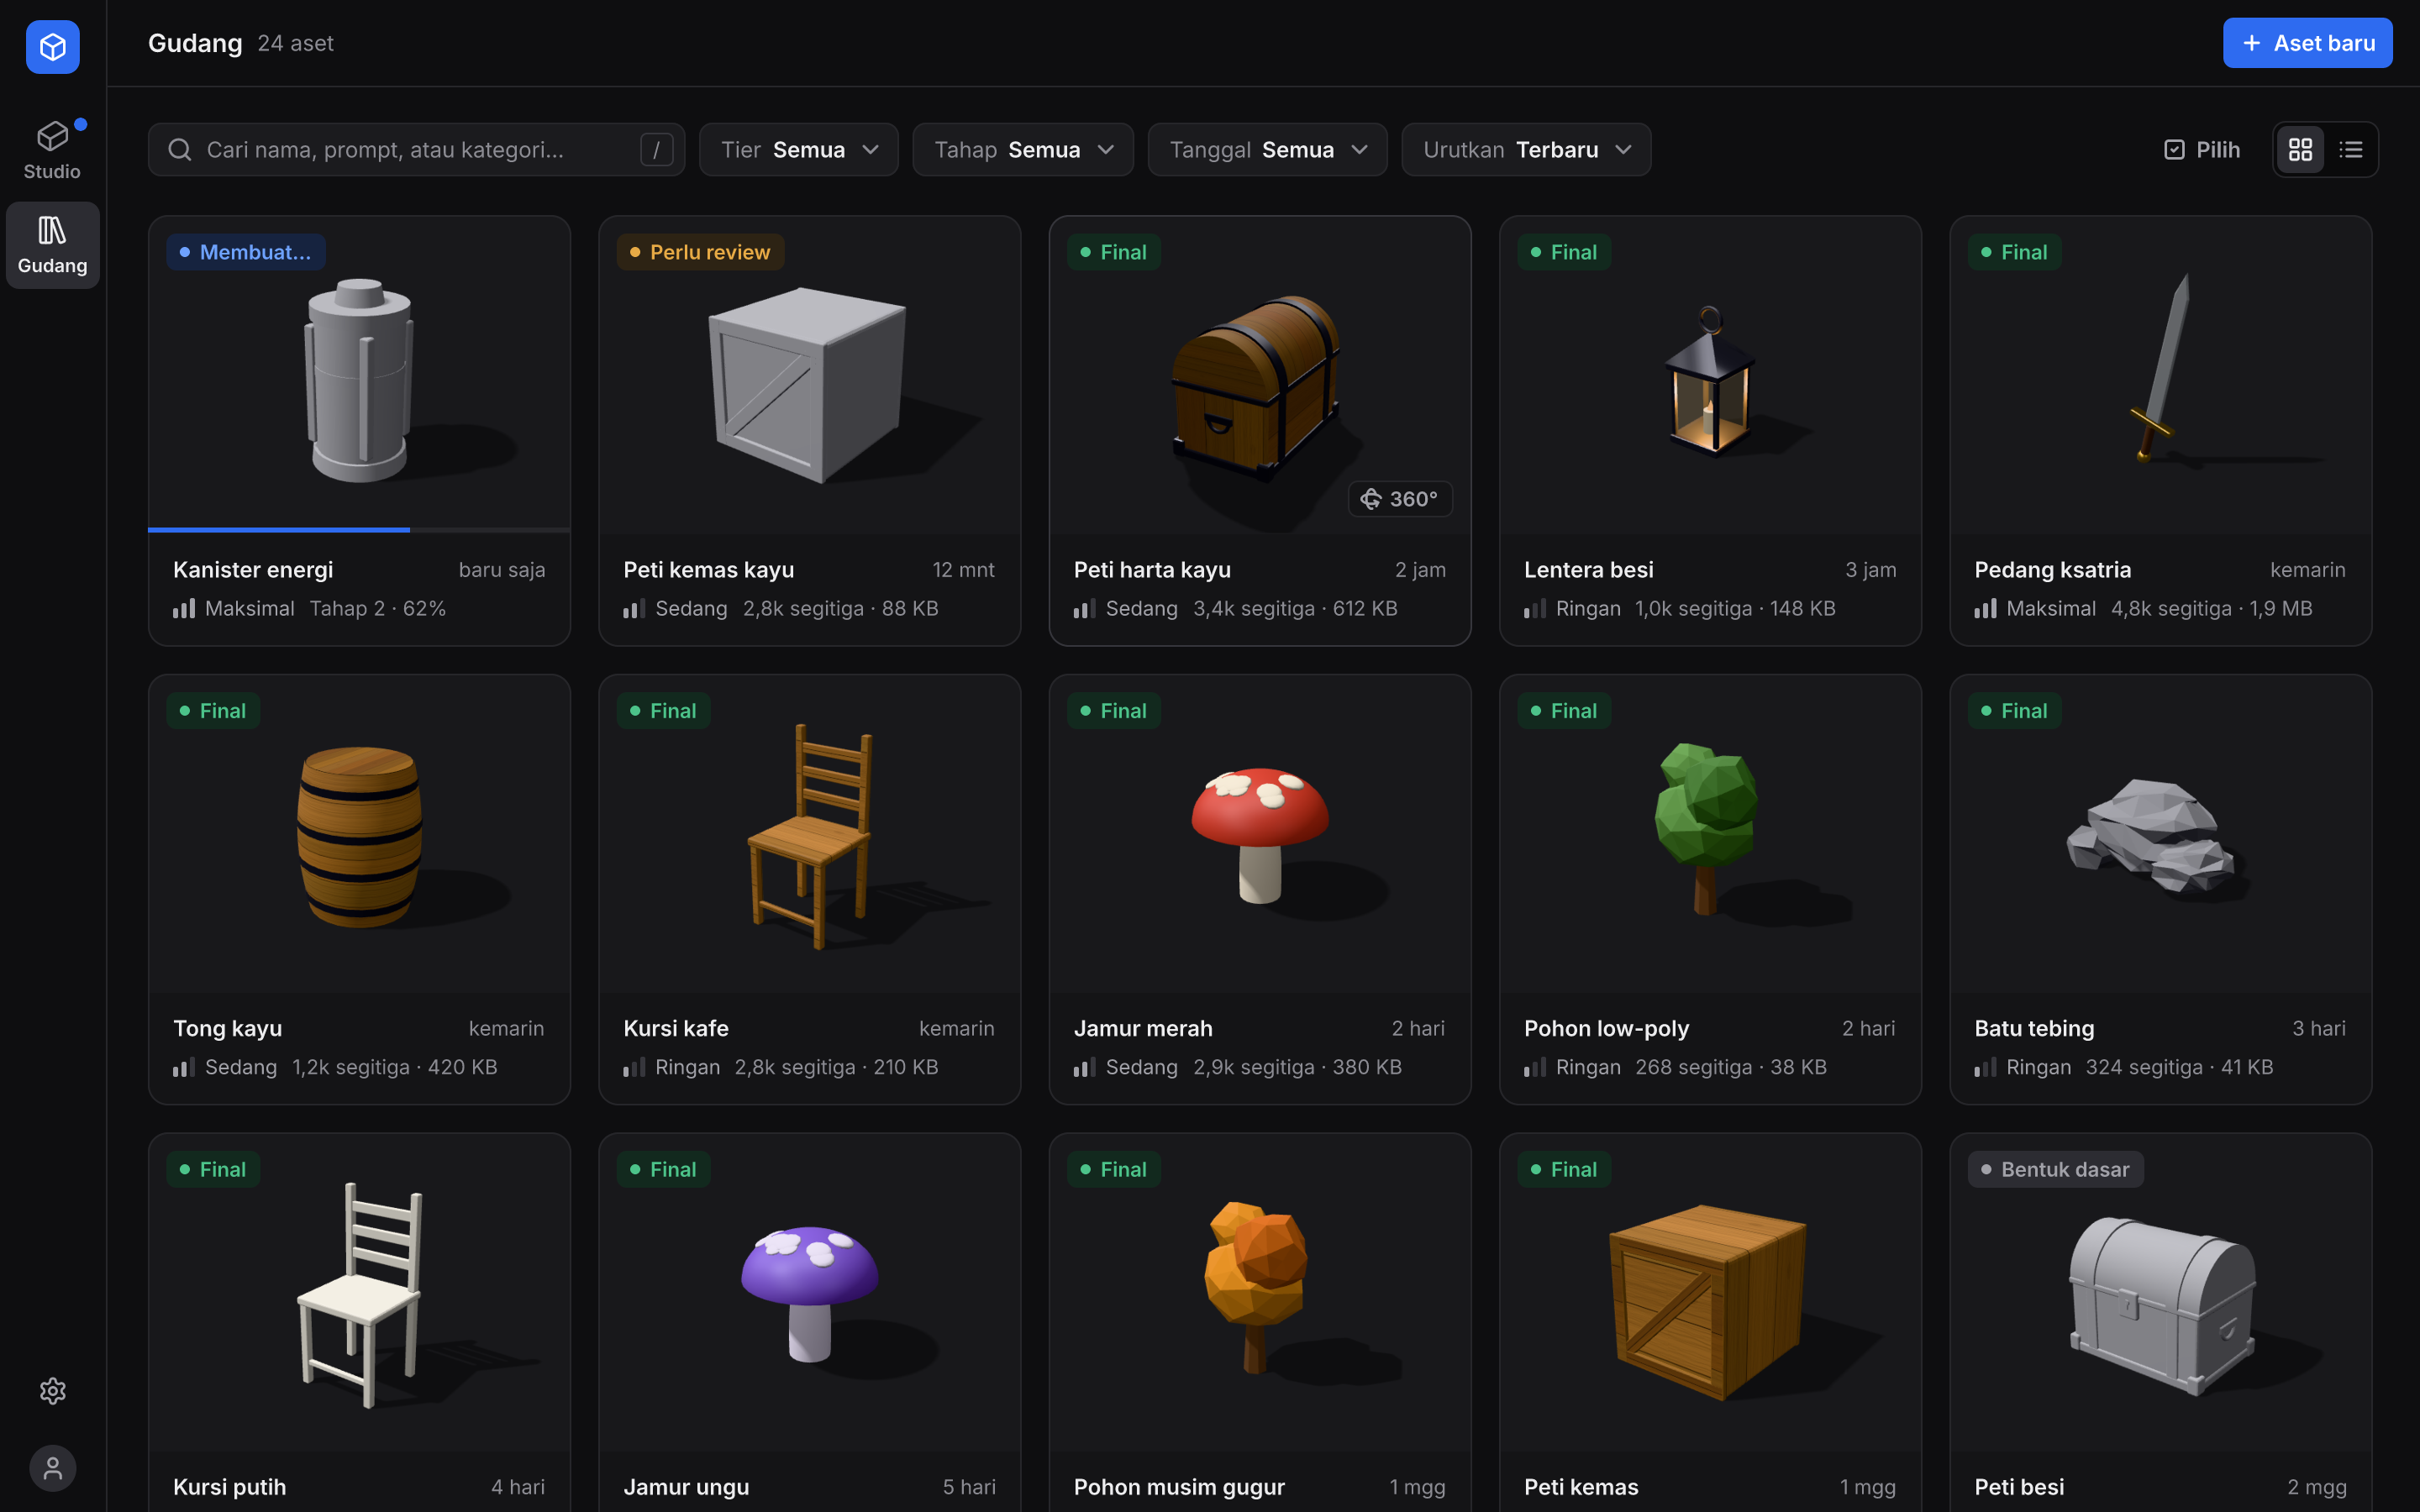 Gudang 24 aset
+ Aset baru
Studio
Gudang
Cari nama, prompt, atau kategori... /
Tier Semua
Tahap Semua
Tanggal Semua
Urutkan Terbaru
Pilih
Membuat...
Kanister energi baru saja
Maksimal Tahap 2 · 62%
Perlu review
Peti kemas kayu 12 mnt
Sedang 2,8k segitiga · 88 KB
Final
360°
Peti harta kayu 2 jam
Sedang 3,4k segitiga · 612 KB
Final
Lentera besi 3 jam
Ringan 1,0k segitiga · 148 KB
Final
Pedang ksatria kemarin
Maksimal 4,8k segitiga · 1,9 MB
Final
Tong kayu kemarin
Sedang 1,2k segitiga · 420 KB
Final
Kursi kafe kemarin
Ringan 2,8k segitiga · 210 KB
Final
Jamur merah 2 hari
Sedang 2,9k segitiga · 380 KB
Final
Pohon low-poly 2 hari
Ringan 268 segitiga · 38 KB
Final
Batu tebing 3 hari
Ringan 324 segitiga · 41 KB
Final
Kursi putih 4 hari
Final
Jamur ungu 5 hari
Final
Pohon musim gugur 1 mgg
Final
Peti kemas 1 mgg
Bentuk dasar
Peti besi 2 mgg